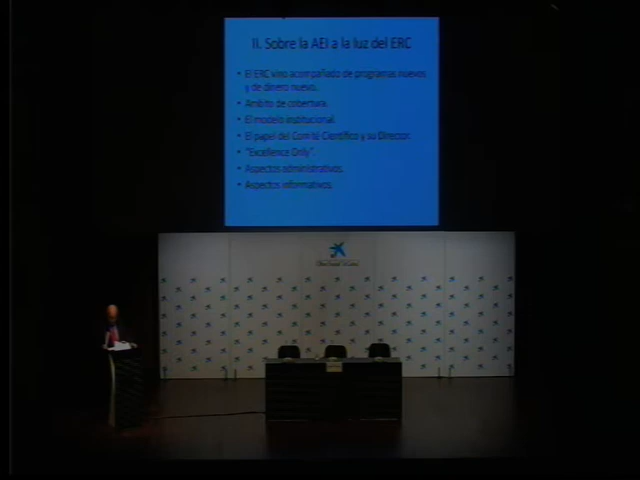 II. Sobre la AEI a la luz del ERC
• El ERC vino acompañado de programas nuevos
y de dinero nuevo.
• Ambito de cobertura.
• El modelo institucional.
• El papel del Comité Científico y su Director.
• "Excellence Only".
• Aspectos administrativos.
• Aspectos informativos.